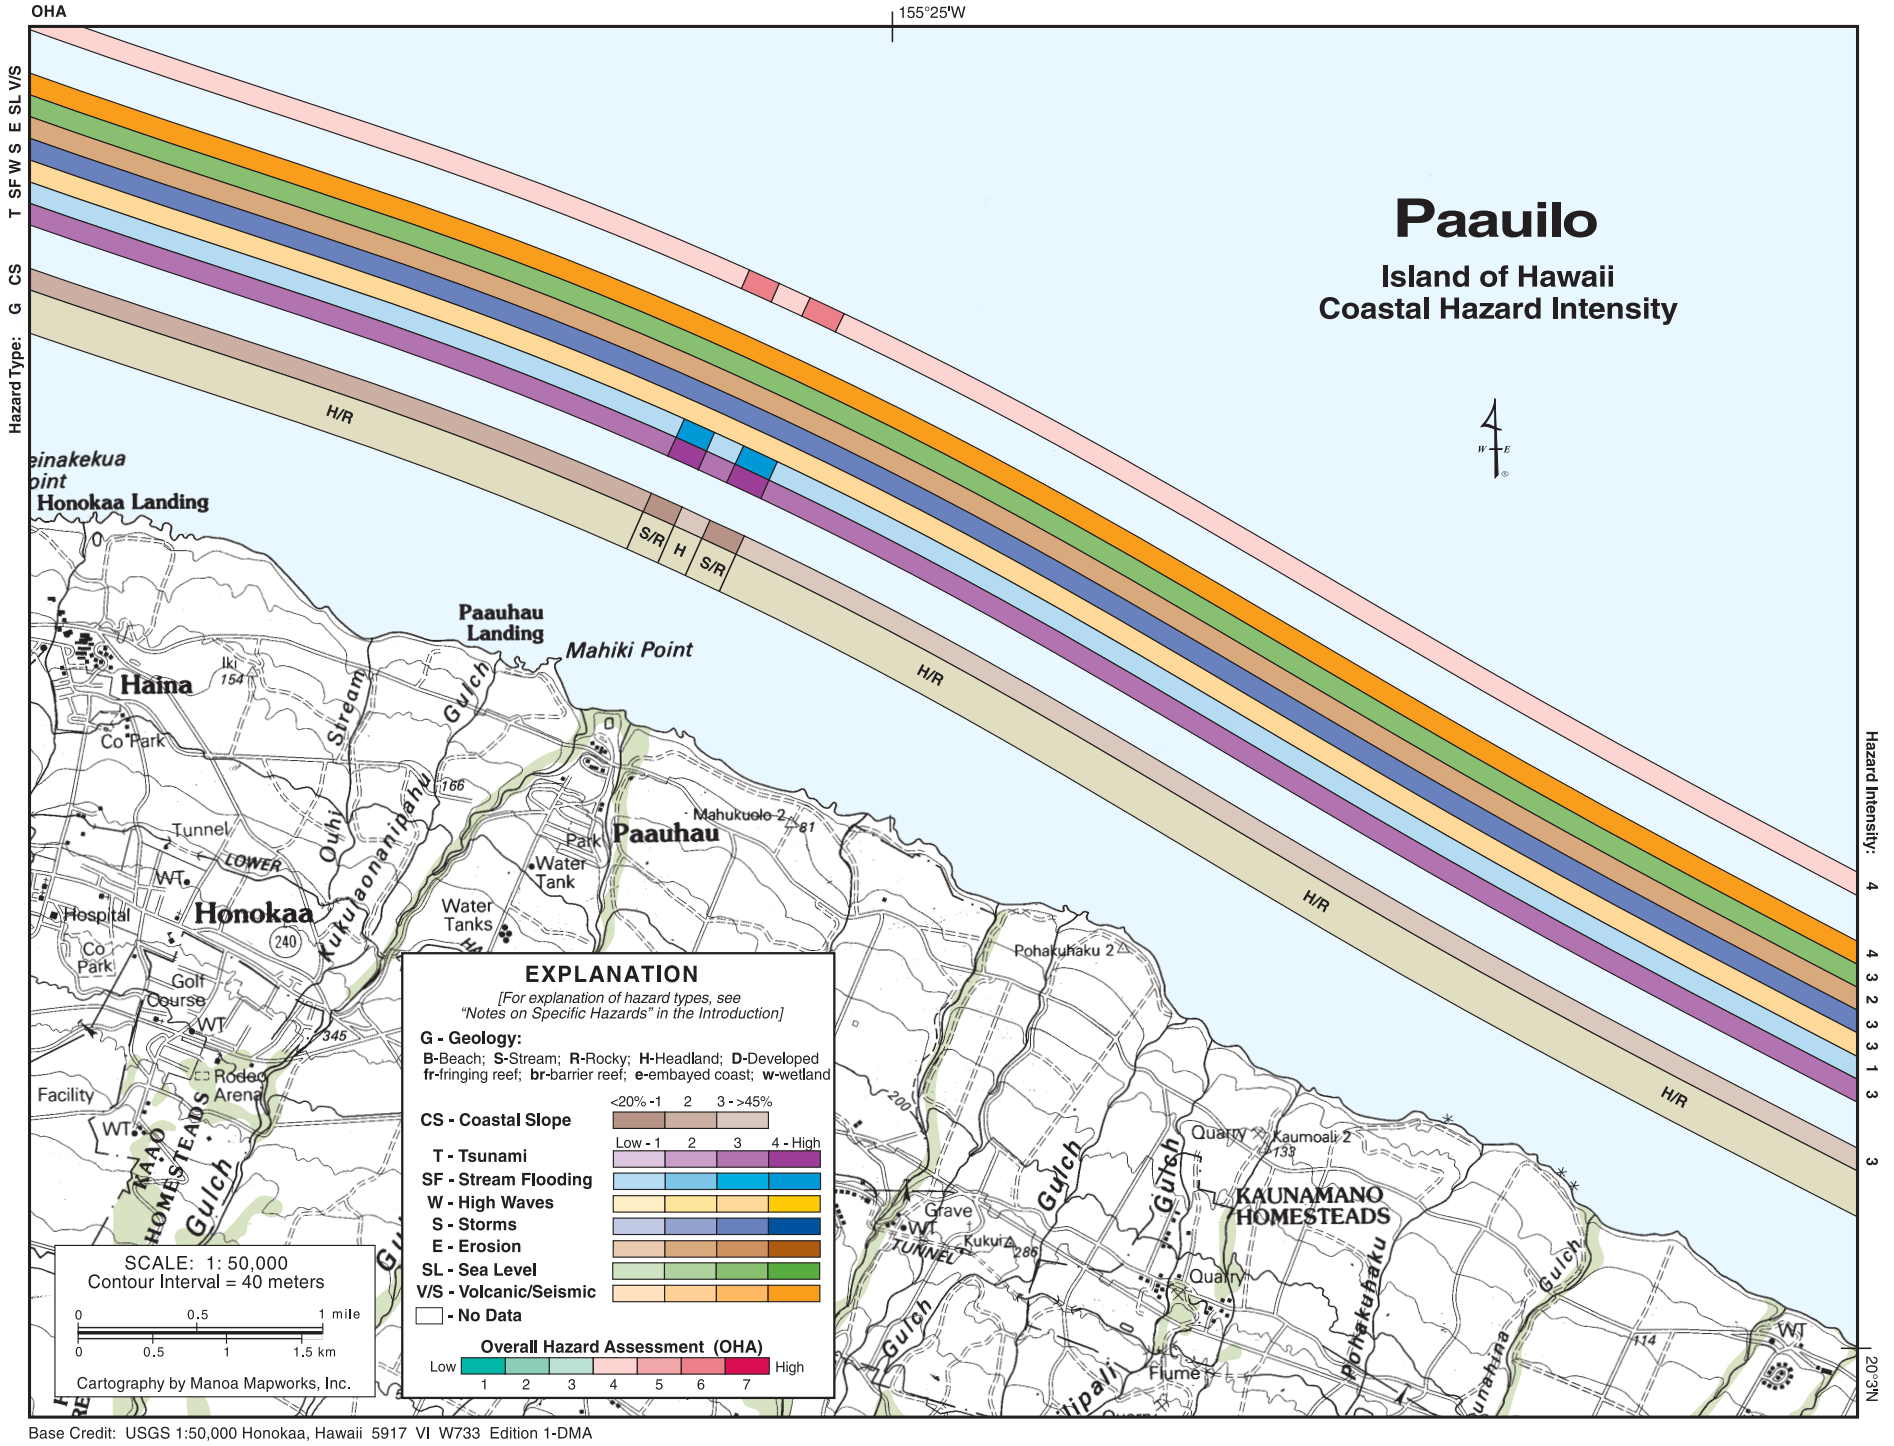 OHA
155°25'W
Hazard Type: G CS T SF W S E SL V/S
Paauilo
Island of Hawaii
Coastal Hazard Intensity
W E
H/R
S/R
H
S/R
H/R
H/R
H/R
Hazard Intensity: 4 4 3 2 3 3 1 3 3
einakekua
oint
Honokaa Landing
Paauhau
Landing
Mahiki Point
Iki
154
Haina
Stream
Gulch
Co Park
166
Mahukuolo 2
81
Tunnel
Ouhi
Kukuiaonanipahu
Park
Paauhau
LOWER
Water
Tank
WT
Hospital
Honokaa
240
Water
Tanks
HA
Co
Park
Golf
Course
WT
345
Pohakuhaku 2
Rodeo
Arena
Facility
WT
KAAO
HOMESTEADS
Gulch
Gu
200
Gulch
Gulch
Quarry
Kaumoali 2
133
KAUNAMANO
HOMESTEADS
Grave
WT
Kukui
286
TUNNEL
Quarry
Gulch
Pohakuhaku
Gulch
114
WT
Flume
lipali
Quarry
unahina
RE
20°3'N
EXPLANATION
[For explanation of hazard types, see
“Notes on Specific Hazards” in the Introduction]
G - Geology:
B-Beach; S-Stream; R-Rocky; H-Headland; D-Developed
fr-fringing reef; br-barrier reef; e-embayed coast; w-wetland
<20% -1 2 3 - >45%
CS - Coastal Slope
Low - 1 2 3 4 - High
T - Tsunami
SF - Stream Flooding
W - High Waves
S - Storms
E - Erosion
SL - Sea Level
V/S - Volcanic/Seismic
- No Data
Overall Hazard Assessment (OHA)
Low High
1 2 3 4 5 6 7
SCALE: 1: 50,000
Contour Interval = 40 meters
0 0.5 1 mile
0 0.5 1 1.5 km
Cartography by Manoa Mapworks, Inc.
Base Credit: USGS 1:50,000 Honokaa, Hawaii 5917 VI W733 Edition 1-DMA